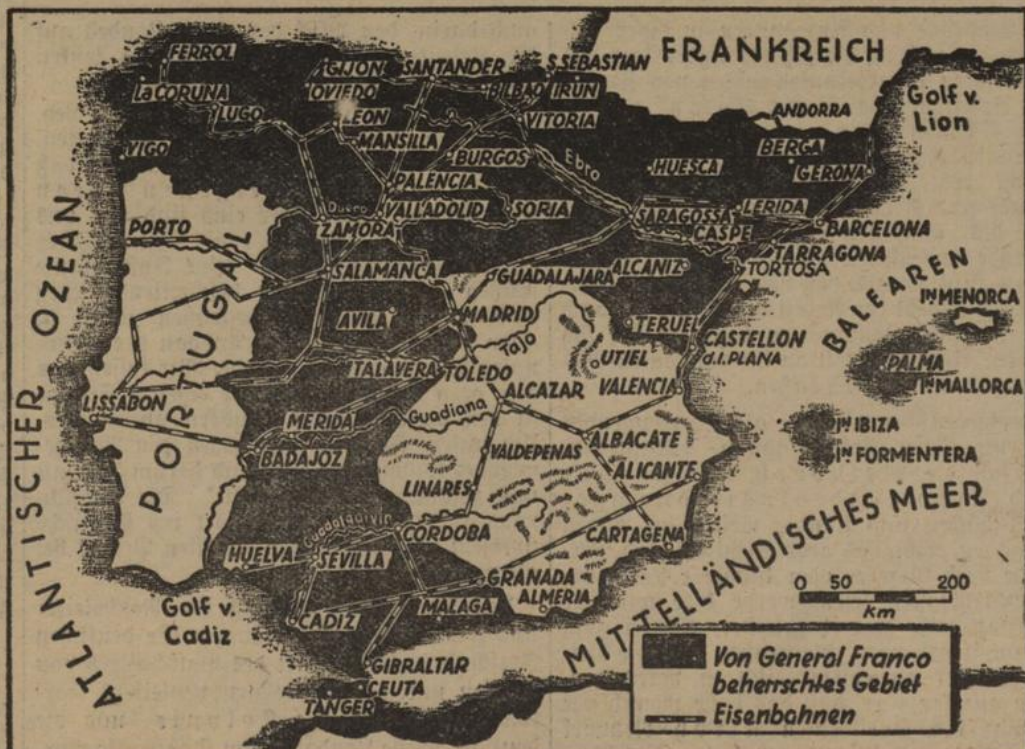 FRANKREICH
FERROL
GIJON
SANTANDER
S. SEBASTIAN
La CORUNA
OVIEDO
BILBAO
IRUN
LUGO
LEON
VITORIA
ANDORRA
Golf v.
Lion
MANSILLA
VIGO
BURGOS
Ebro
HUESCA
BERGA
GERONA
PALENCIA
Duero
VALLADOLID
SORIA
SARAGOSSA
LERIDA
PORTO
ZAMORA
CASPE
BARCELONA
TARRAGONA
SALAMANCA
GUADALAJARA
ALCANIZ
TORTOSA
BALEAREN
Iⁿ MENORCA
AVILA
MADRID
TERUEL
CASTELLON
d.l. PLANA
Tajo
UTIEL
PALMA
TALAVERA
TOLEDO
ALCAZAR
VALENCIA
Iⁿ MALLORCA
LISSABON
MERIDA
Guadiana
Iⁿ IBIZA
BADAJOZ
VALDEPENAS
ALBACATE
Iⁿ FORMENTERA
LINARES
ALICANTE
PORTUGAL
ATLANTISCHER OZEAN
Guadalquivir
CORDOBA
CARTAGENA
HUELVA
SEVILLA
GRANADA
ALMERIA
MITTELLÄNDISCHES MEER
Golf v.
Cadiz
CADIZ
MALAGA
0 50 200
km
GIBRALTAR
CEUTA
TANGER
Von General Franco
beherrschtes Gebiet
Eisenbahnen